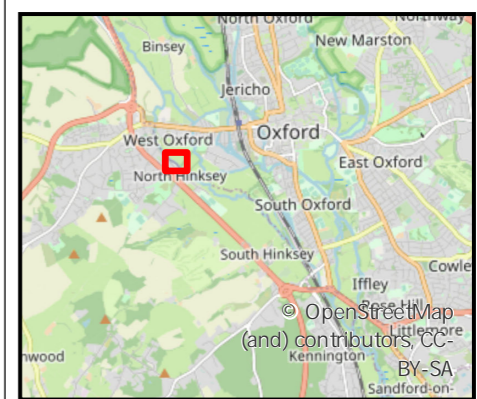 North Oxford
Northway
Binsey
New Marston
Jericho
West Oxford
Oxford
East Oxford
North Hinksey
South Oxford
South Hinksey
Cowle
Iffley
Rose Hill
© OpenStreetMap
Littlemore
(and) contributors, CC-
nwood
Kennington
BY-SA
Sandford-on-